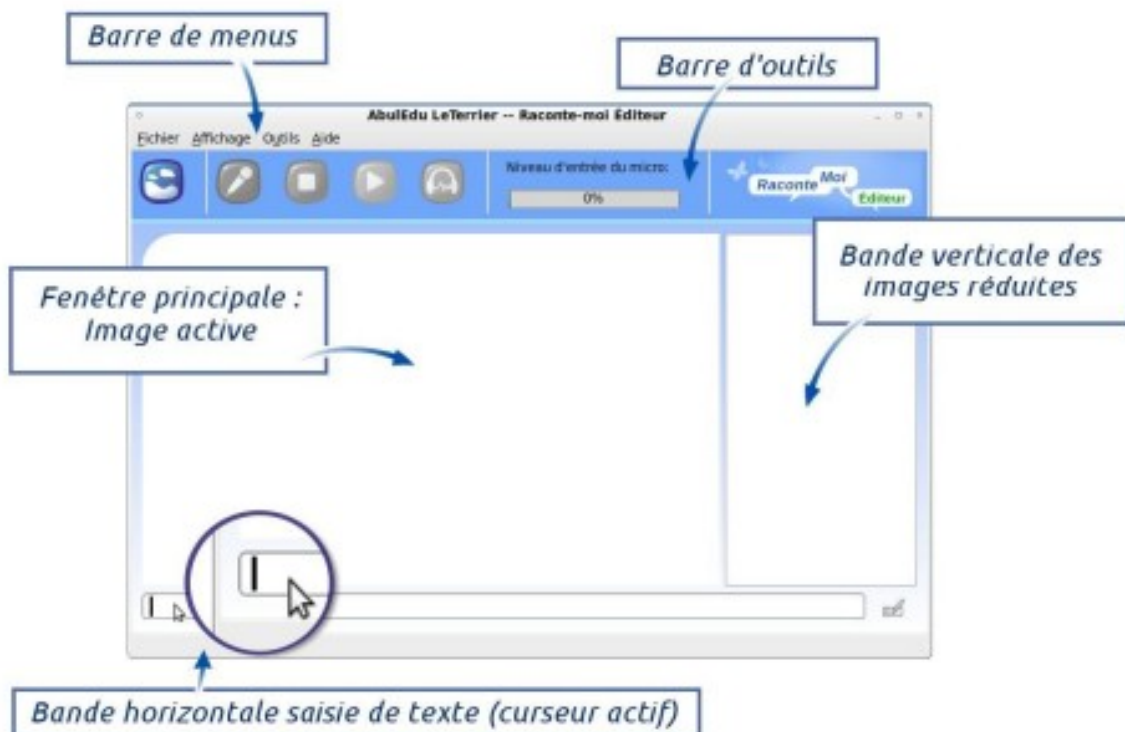 Barre de menus
Barre d'outils
AbulEdu LeTerrier -- Raconte-moi Editeur
Fichier Affichage Outils Aide
Niveau d'entrée du micro:
0%
Raconte Moi
Editeur
Bande verticale des
images réduites
Fenêtre principale :
Image active
Bande horizontale saisie de texte (curseur actif)